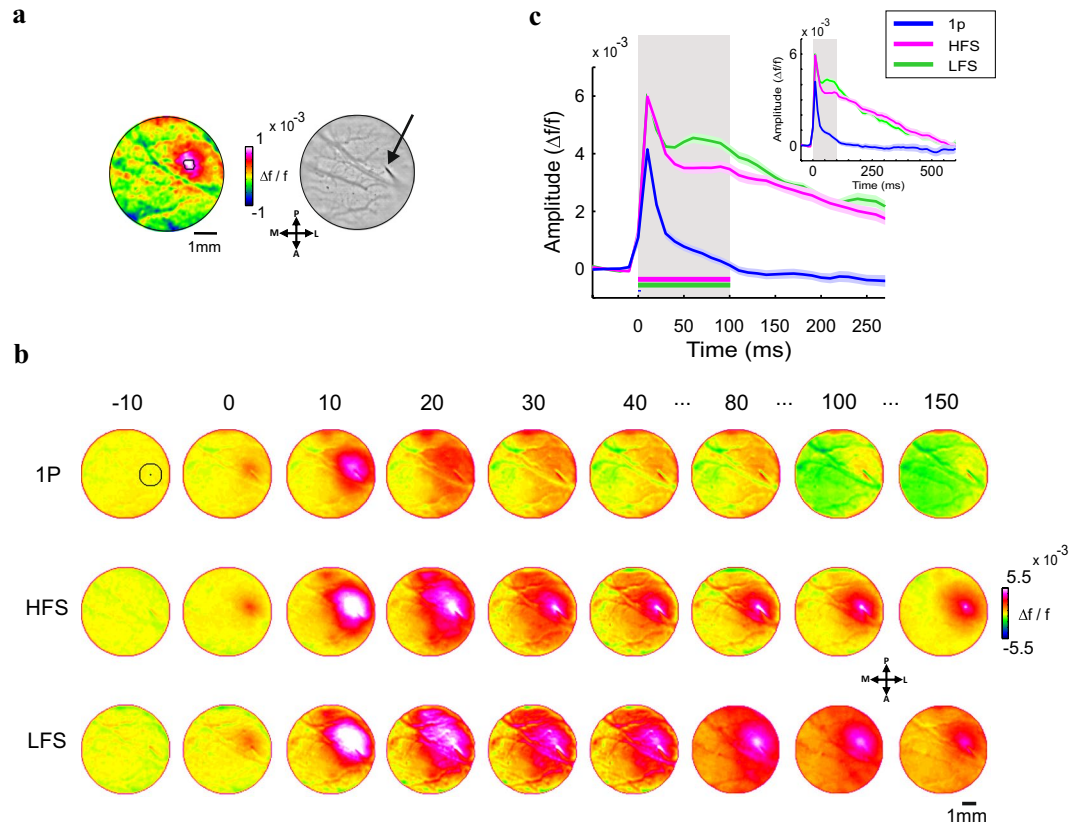 a
1 x 10⁻³
Δf / f
-1
1mm
P
M L
A
c
1p
HFS
LFS
x 10⁻³
6
4
2
0
Amplitude (Δf/f)
0 50 100 150 200 250
Time (ms)
x 10⁻³
6
4
2
0
Amplitude (Δf/f)
0 500
Time (ms)
b
-10 0 10 20 30 40 ... 80 ... 100 ... 150
1P
HFS
x 10⁻³
5.5
Δf / f
-5.5
P
M L
A
LFS
1mm